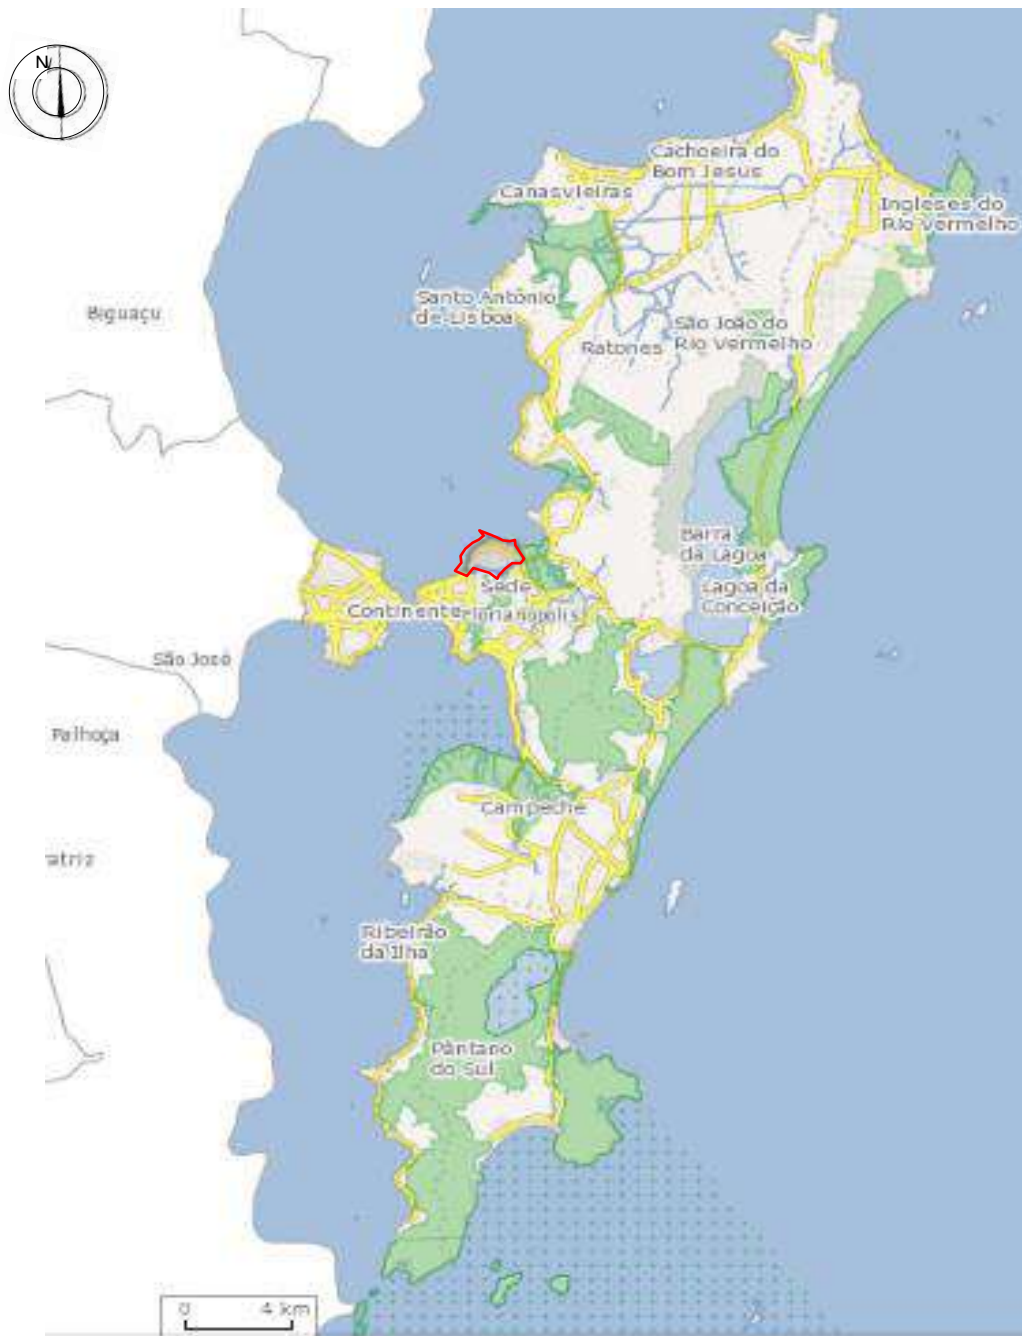 N
Cachoeira do
Bom Jesus
Canasvieiras
Ingleses do
Rio Vermelho
Santo Antônio
de Lisboa
Biguaçu
São João do
Rio Vermelho
Ratones
Barra
da Lagoa
Sede
Lagoa da
Conceição
Continente
Florianópolis
São José
Palhoça
Campeche
atriz
Ribeirão
da Ilha
Pântano
do Sul
0 4 km